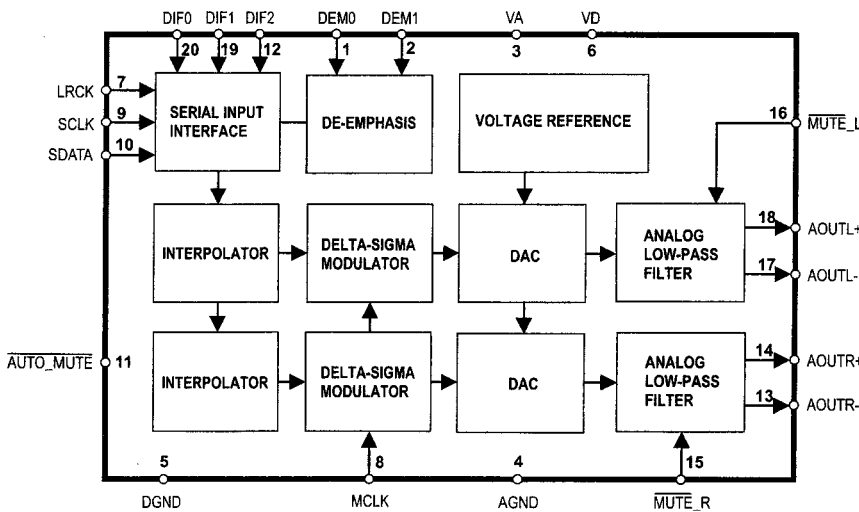 DIF0 DIF1 DIF2 DEM0 DEM1 VA VD
20 19 12 1 2 3 6
LRCK 7
SCLK 9
SDATA 10
SERIAL INPUT
INTERFACE
DE-EMPHASIS
VOLTAGE REFERENCE
16 MUTE_L
INTERPOLATOR
DELTA-SIGMA
MODULATOR
DAC
ANALOG
LOW-PASS
FILTER
18 AOUTL+
17 AOUTL-
AUTO_MUTE 11
INTERPOLATOR
DELTA-SIGMA
MODULATOR
DAC
ANALOG
LOW-PASS
FILTER
14 AOUTR+
13 AOUTR-
5 8 4 15
DGND MCLK AGND MUTE_R